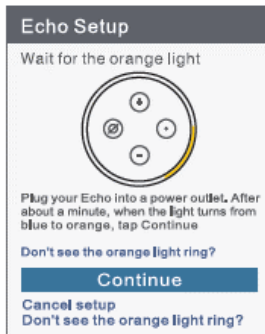 Echo Setup
Wait for the orange light
Plug your Echo into a power outlet. After
about a minute, when the light turns from
blue to orange, tap Continue
Don't see the orange light ring?
Continue
Cancel setup
Don't see the orange light ring?